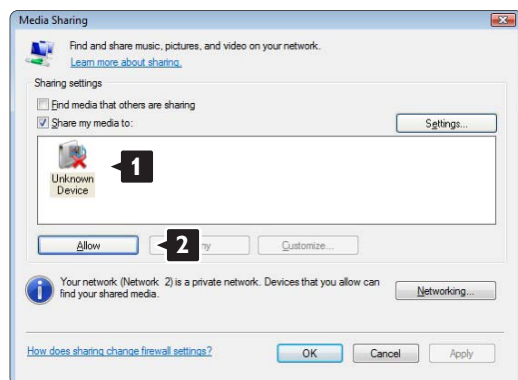 Media Sharing
Find and share music, pictures, and video on your network.
Learn more about sharing.
Sharing settings
Find media that others are sharing
Share my media to:
Settings...
Unknown
Device
1
Allow
2
Customize...
Your network (Network 2) is a private network. Devices that you allow can
find your shared media.
Networking...
How does sharing change firewall settings?
OK
Cancel
Apply